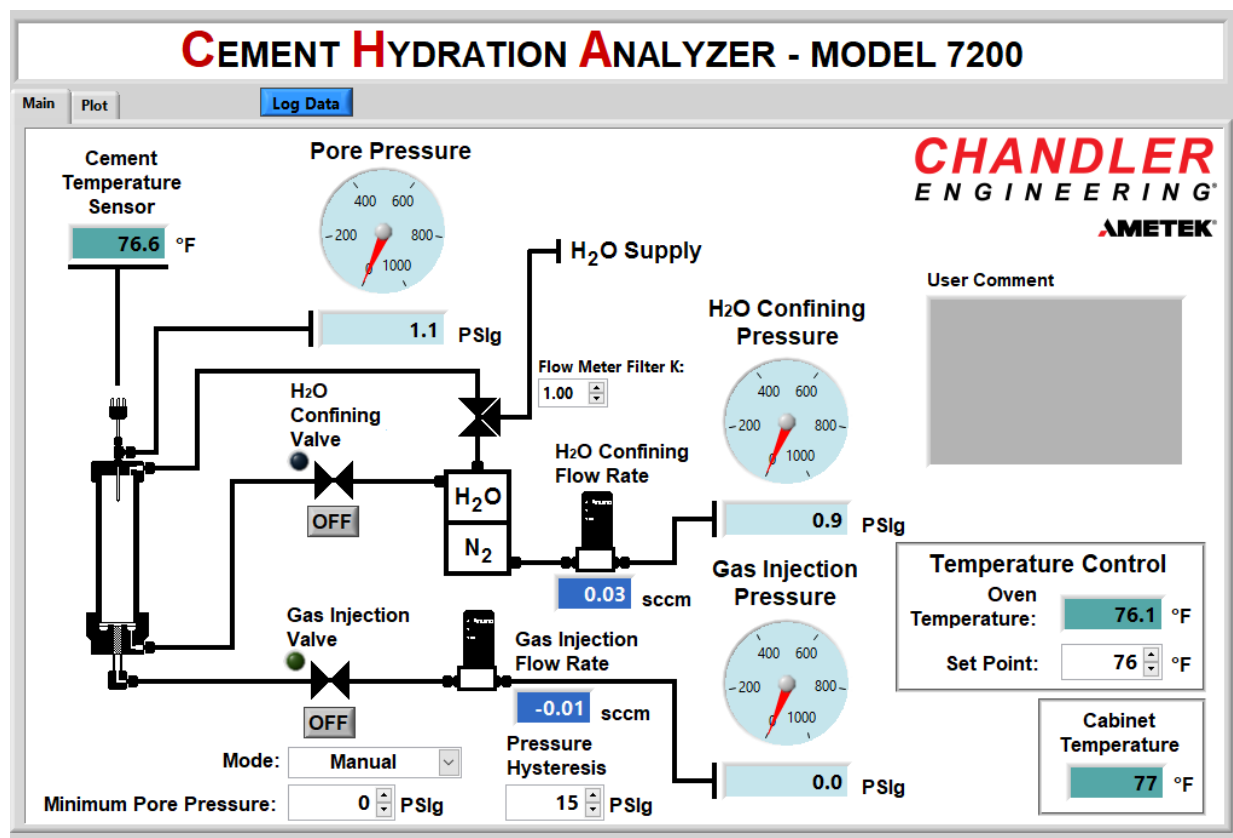 CEMENT HYDRATION ANALYZER - MODEL 7200
Main
Plot
Log Data
Cement
Temperature
Sensor
76.6 °F
Pore Pressure
0
200
400
600
800
1000
1.1 PSIg
H2O Supply
CHANDLER
ENGINEERING
AMETEK
User Comment
H2O Confining
Pressure
0
200
400
600
800
1000
0.9 PSIg
Flow Meter Filter K:
1.00
H2O
Confining
Valve
OFF
H2O
N2
H2O Confining
Flow Rate
0.03 sccm
Gas Injection
Pressure
0
200
400
600
800
1000
0.0 PSIg
Gas Injection
Valve
OFF
Gas Injection
Flow Rate
-0.01 sccm
Temperature Control
Oven
Temperature: 76.1 °F
Set Point: 76 °F
Cabinet
Temperature
77 °F
Mode: Manual
Minimum Pore Pressure: 0 PSIg
Pressure
Hysteresis
15 PSIg